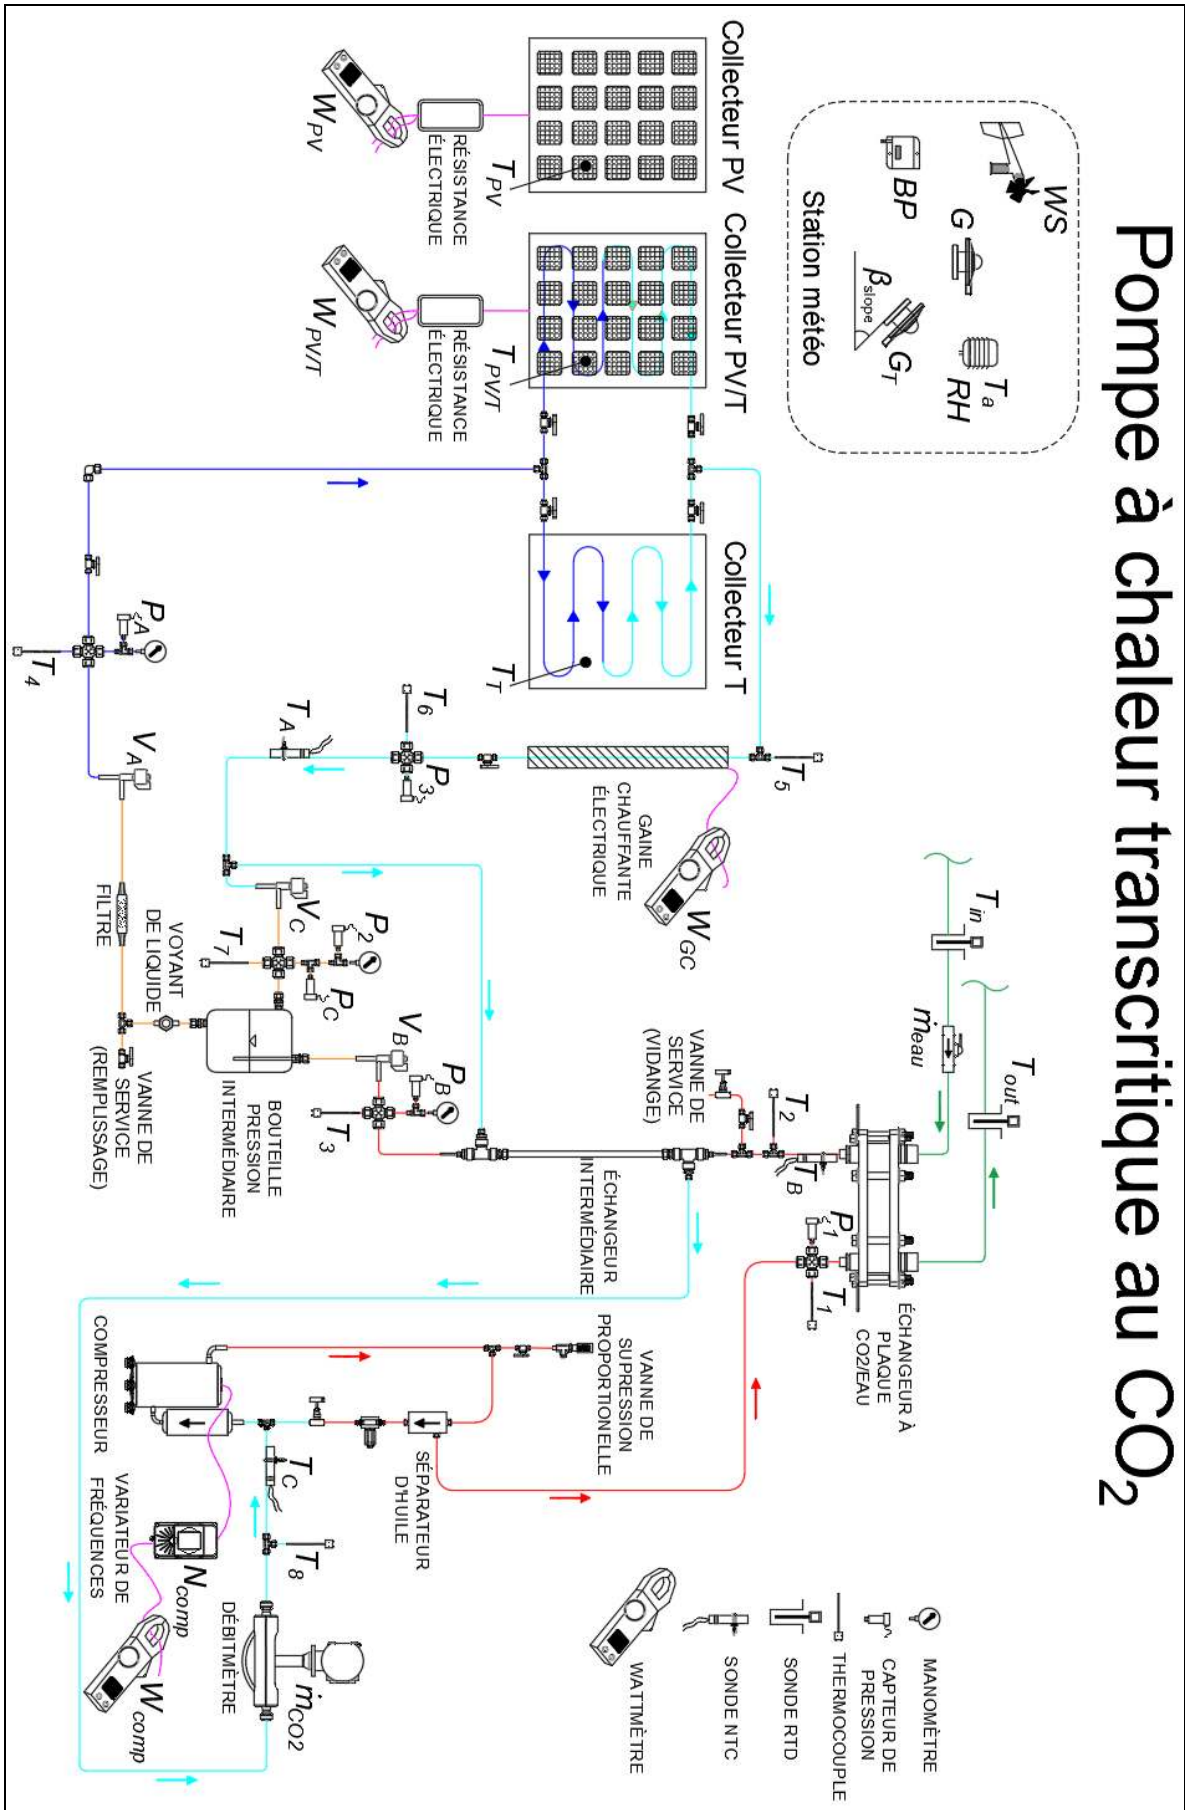 Pompe à chaleur transcritique au CO2
WS
BP
G
βslope
GT
Ta
RH
Station météo
Collecteur PV
TPV
RÉSISTANCE
ÉLECTRIQUE
WPV
Collecteur PV/T
TPV/T
RÉSISTANCE
ÉLECTRIQUE
WPV/T
Collecteur T
TT
T5
GAINE
CHAUFFANTE
ÉLECTRIQUE
WGC
T6
P3
TA
PA
T4
VA
FILTRE
VOYANT
DE LIQUIDE
VANNE DE
SERVICE
(REMPLISSAGE)
VC
T7
P2
PC
BOUTEILLE
PRESSION
INTERMÉDIAIRE
VB
PB
T3
ÉCHANGEUR
INTERMÉDIAIRE
VANNE DE
SERVICE
(VIDANGE)
T2
TB
Tin
ṁeau
Tout
P1
T1
ÉCHANGEUR À
PLAQUE
CO2/EAU
VANNE DE
SUPRESSION
PROPORTIONELLE
SÉPARATEUR
D'HUILE
COMPRESSEUR
TC
T8
VARIATEUR DE
FRÉQUENCES
Ncomp
Wcomp
DÉBITMÈTRE
ṁCO2
MANOMÈTRE
CAPTEUR DE
PRESSION
THERMOCOUPLE
SONDE RTD
SONDE NTC
WATTMÈTRE